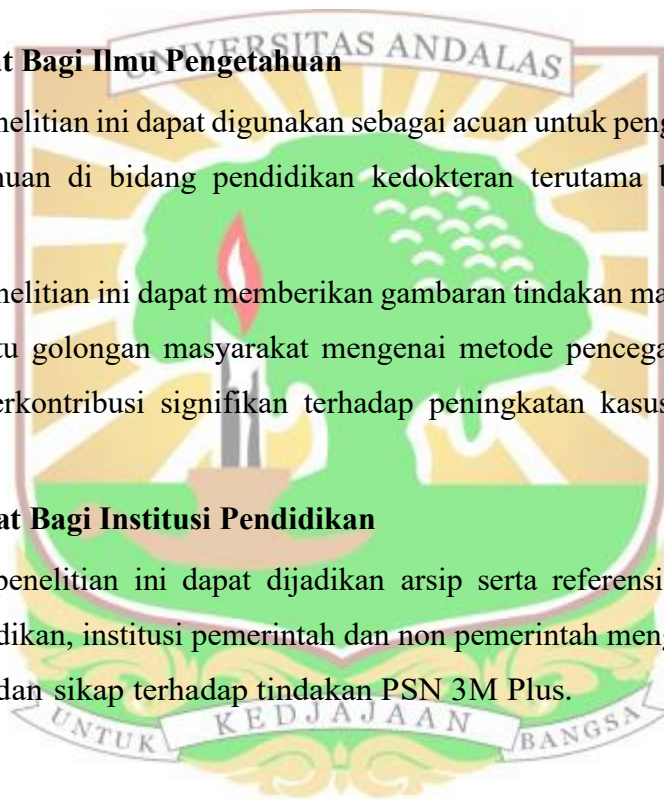 UNIVERSITAS ANDALAS
at Bagi Ilmu Pengetahuan
nelitian ini dapat digunakan sebagai acuan untuk peng
nuan di bidang pendidikan kedokteran terutama b
nelitian ini dapat memberikan gambaran tindakan ma
tu golongan masyarakat mengenai metode pencega
erkontribusi signifikan terhadap peningkatan kasus
at Bagi Institusi Pendidikan
penelitian ini dapat dijadikan arsip serta referensi
dikan, institusi pemerintah dan non pemerintah meng
dan sikap terhadap tindakan PSN 3M Plus.
UNTUK KEDJAJAAN BANGSA